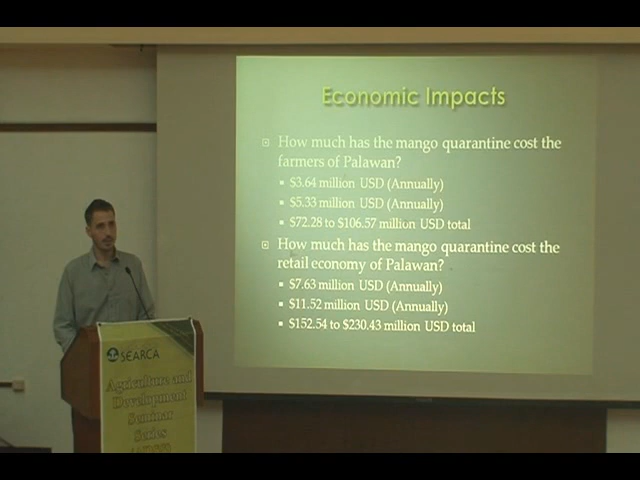 Economic Impacts
How much has the mango quarantine cost the
farmers of Palawan?
$3.64 million USD (Annually)
$5.33 million USD (Annually)
$72.28 to $106.57 million USD total
How much has the mango quarantine cost the
retail economy of Palawan?
$7.63 million USD (Annually)
$11.52 million USD (Annually)
$152.54 to $230.43 million USD total
SEARCA
Agriculture and
Development
Seminar
Series